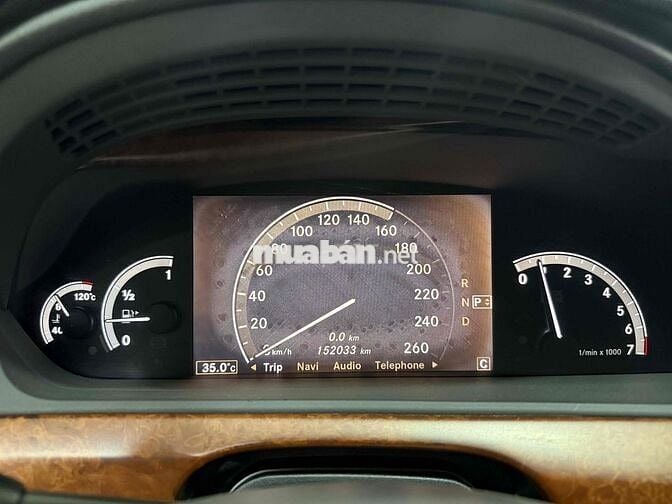 120 140
100 160
80 180
muabán.net
60 200
40 220
20 240
0 km/h 260
0.0 km
152033 km
R
N P
D
35.0°C
Trip Navi Audio Telephone
C
120°C
4L
1
½
0
0 1 2 3 4 5 6 7
1/min x 1000